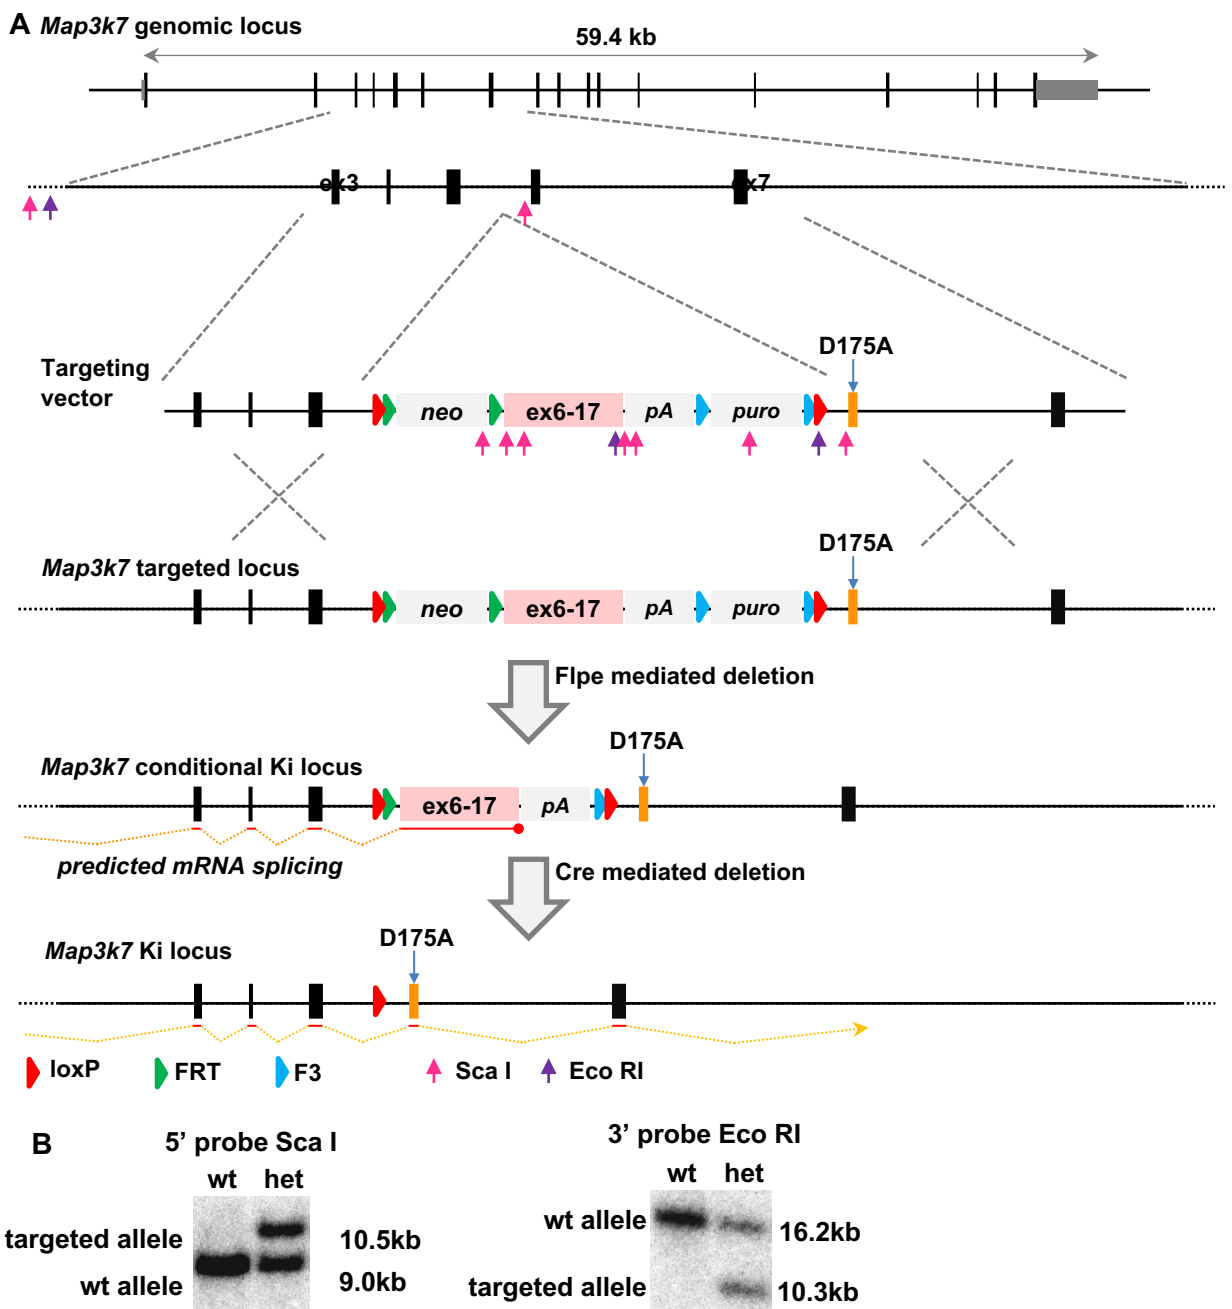 A Map3k7 genomic locus
59.4 kb
ex3
ex7
Targeting
vector
D175A
neo
ex6-17
pA
puro
Map3k7 targeted locus
D175A
neo
ex6-17
pA
puro
Flpe mediated deletion
Map3k7 conditional Ki locus
D175A
ex6-17
pA
predicted mRNA splicing
Cre mediated deletion
Map3k7 Ki locus
D175A
loxP
FRT
F3
Sca I
Eco RI
B
5’ probe Sca I
wt het
targeted allele
10.5kb
wt allele
9.0kb
3’ probe Eco RI
wt het
wt allele
16.2kb
targeted allele
10.3kb